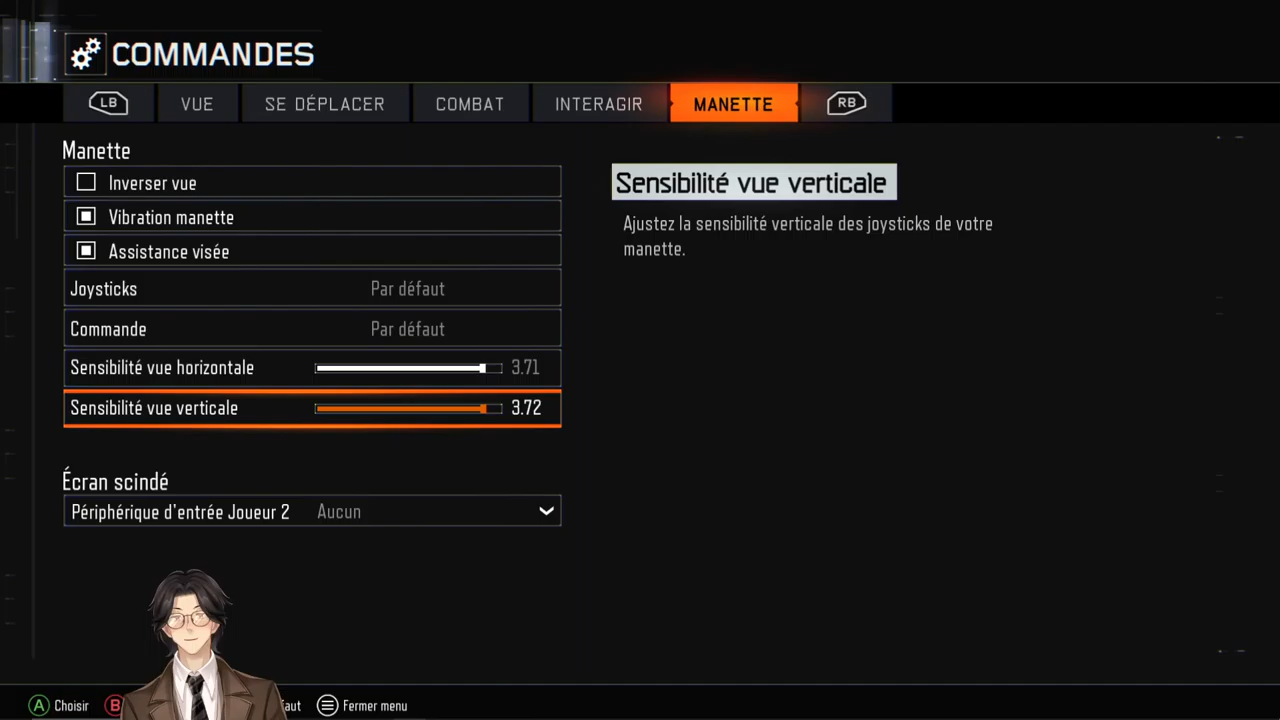 COMMANDES
LB VUE SE DÉPLACER COMBAT INTERAGIR MANETTE RB
Manette
Inverser vue
Vibration manette
Assistance visée
Joysticks Par défaut
Commande Par défaut
Sensibilité vue horizontale 3.71
Sensibilité vue verticale 3.72
Écran scindé
Périphérique d'entrée Joueur 2 Aucun
Sensibilité vue verticale
Ajustez la sensibilité verticale des joysticks de votre
manette.
A Choisir B aut Fermer menu